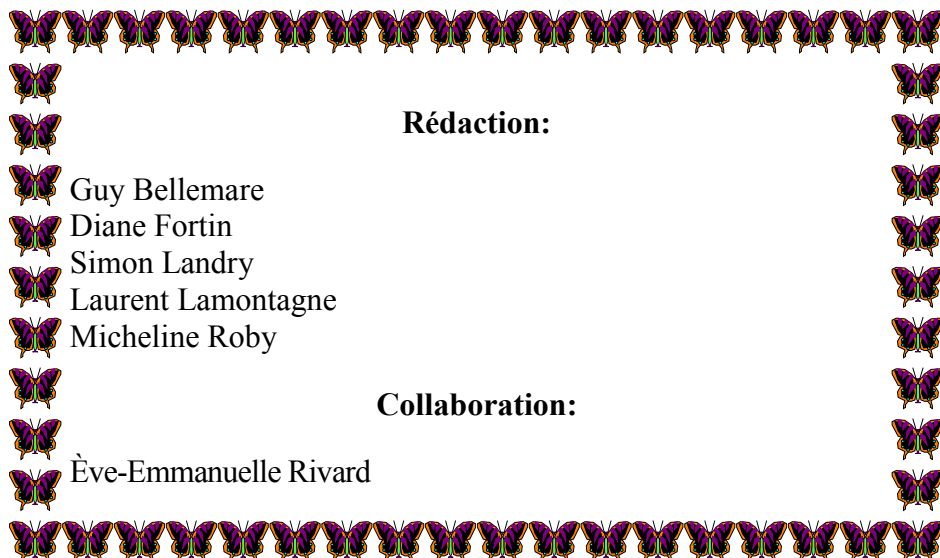 Rédaction:
Guy Bellemare
Diane Fortin
Simon Landry
Laurent Lamontagne
Micheline Roby
Collaboration:
Ève-Emmanuelle Rivard